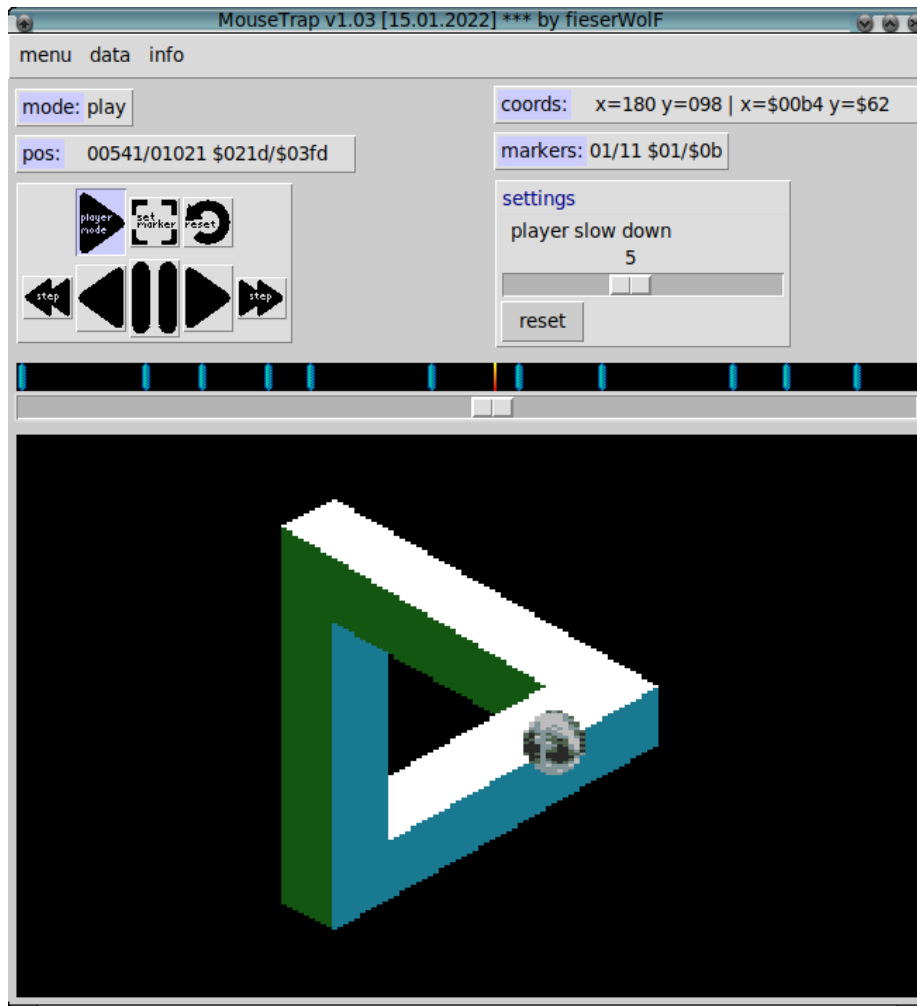 MouseTrap v1.03 [15.01.2022] *** by fieserWolF
menu data info
mode: play
coords: x=180 y=098 | x=$00b4 y=$62
pos: 00541/01021 $021d/$03fd
markers: 01/11 $01/$0b
settings
player mode
set marker
reset
player slow down
5
step
step
reset